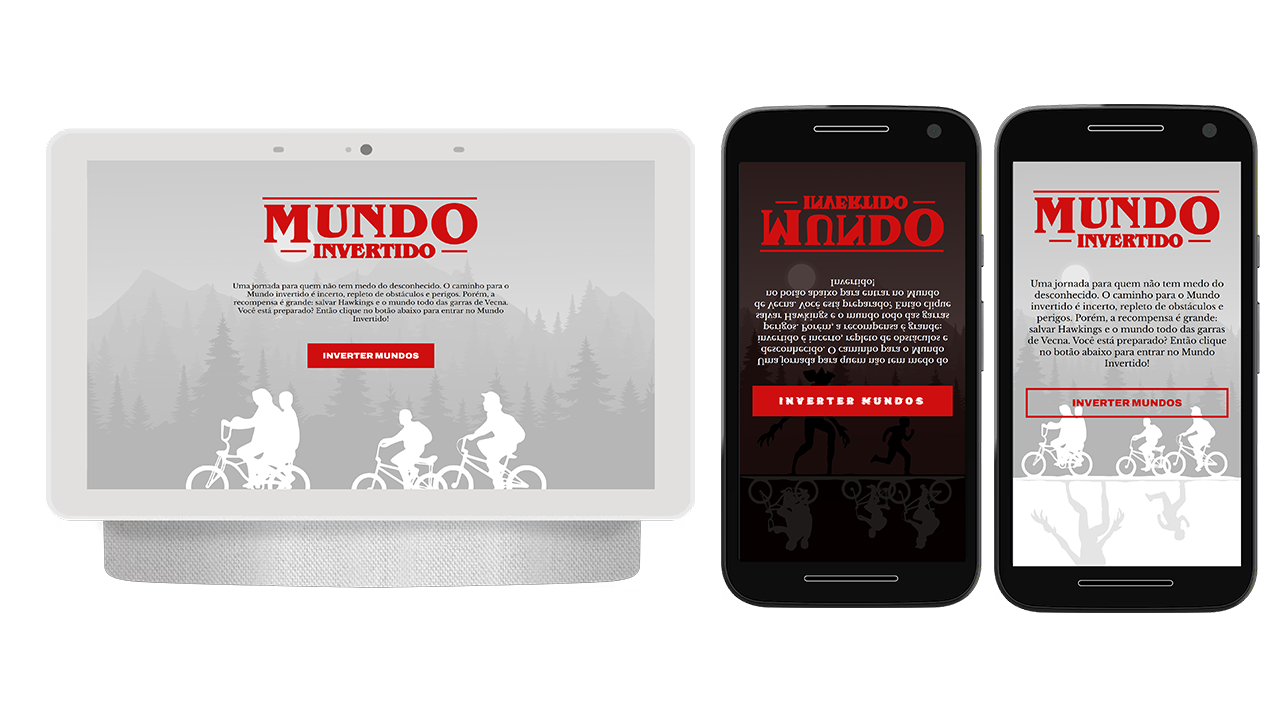 MUNDO
INVERTIDO
Uma jornada para quem não tem medo do desconhecido. O caminho para o
Mundo invertido é incerto, repleto de obstáculos e perigos. Porém, a
recompensa é grande: salvar Hawkings e o mundo todo das garras de Vecna.
Você está preparado? Então clique no botão abaixo para entrar no Mundo
Invertido!
INVERTER MUNDOS
INVERTIDO
MUNDO
Invertido!
no botão abaixo para entrar no Mundo
de Vecna. Você está preparado? Então clique
salvar Hawkings e o mundo todo das garras
perigos. Porém, a recompensa é grande:
invertido é incerto, repleto de obstáculos e
desconhecido. O caminho para o Mundo
Uma jornada para quem não tem medo do
INVERTER MUNDOS
MUNDO
INVERTIDO
Uma jornada para quem não tem medo do
desconhecido. O caminho para o Mundo
invertido é incerto, repleto de obstáculos e
perigos. Porém, a recompensa é grande:
salvar Hawkings e o mundo todo das garras
de Vecna. Você está preparado? Então clique
no botão abaixo para entrar no Mundo
Invertido!
INVERTER MUNDOS